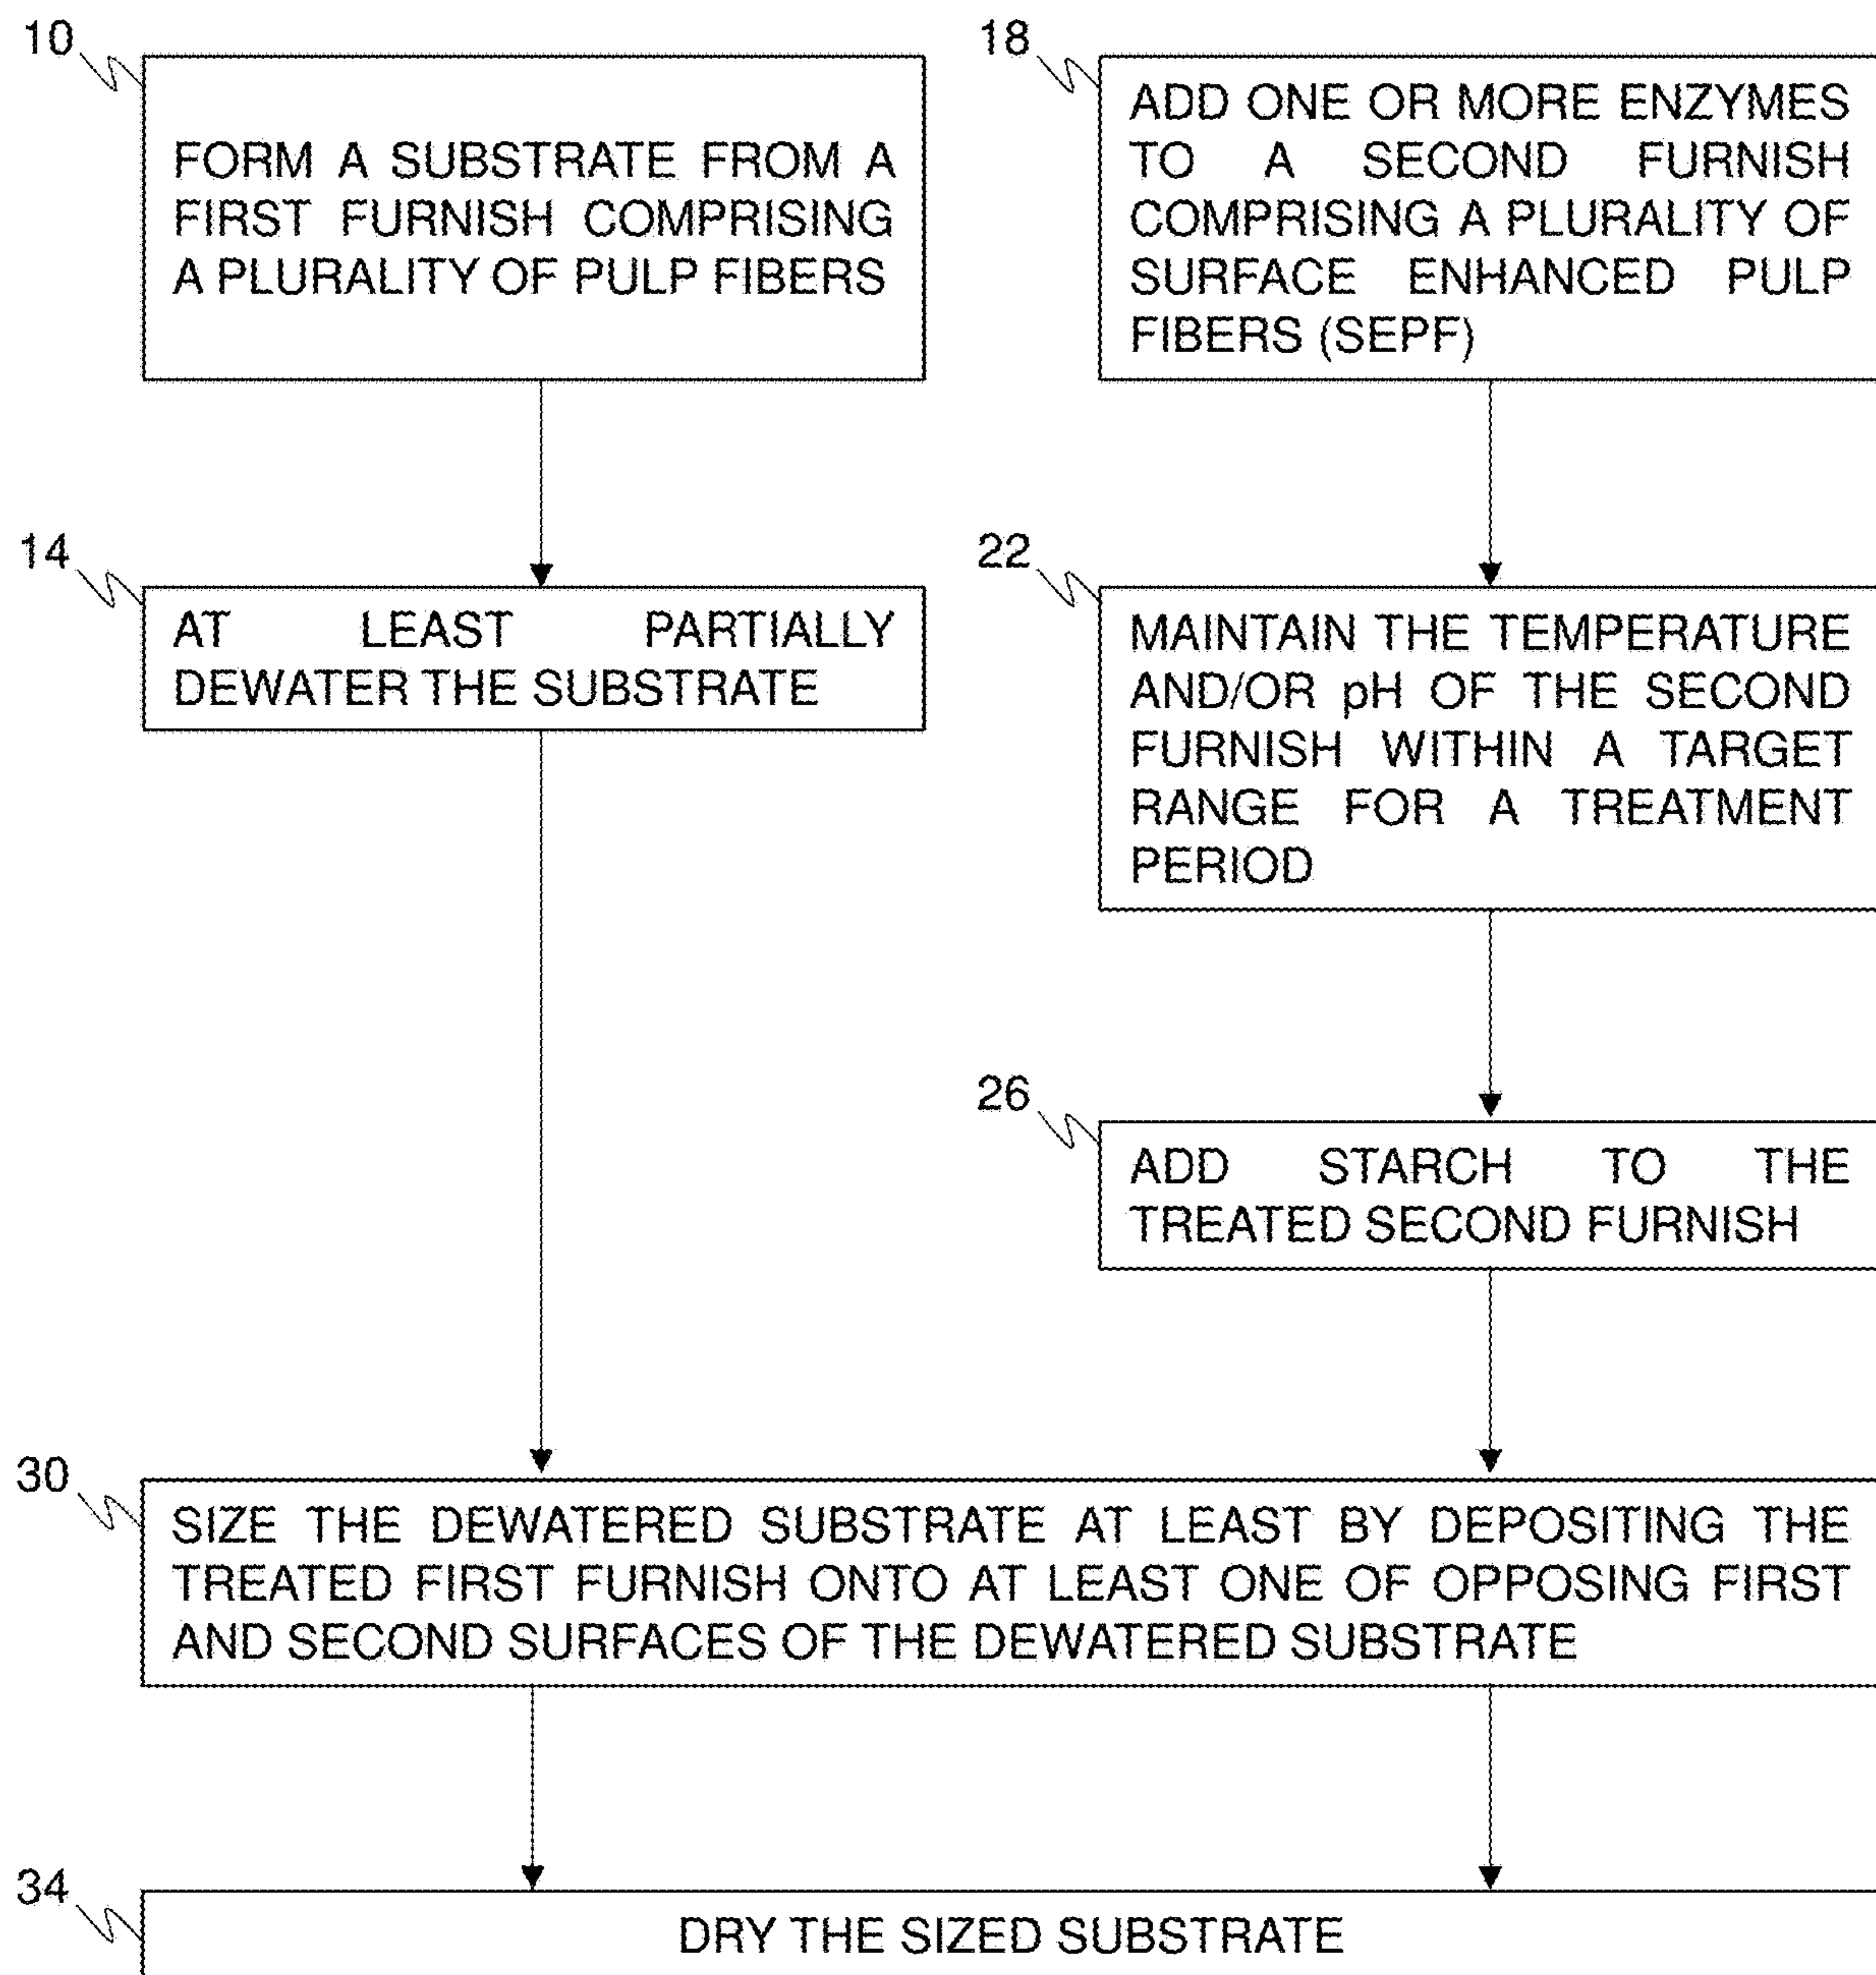 10
FORM A SUBSTRATE FROM A
FIRST FURNISH COMPRISING
A PLURALITY OF PULP FIBERS
14
AT LEAST PARTIALLY
DEWATER THE SUBSTRATE
18
ADD ONE OR MORE ENZYMES
TO A SECOND FURNISH
COMPRISING A PLURALITY OF
SURFACE ENHANCED PULP
FIBERS (SEPF)
22
MAINTAIN THE TEMPERATURE
AND/OR pH OF THE SECOND
FURNISH WITHIN A TARGET
RANGE FOR A TREATMENT
PERIOD
26
ADD STARCH TO THE
TREATED SECOND FURNISH
30
SIZE THE DEWATERED SUBSTRATE AT LEAST BY DEPOSITING THE
TREATED FIRST FURNISH ONTO AT LEAST ONE OF OPPOSING FIRST
AND SECOND SURFACES OF THE DEWATERED SUBSTRATE
34
DRY THE SIZED SUBSTRATE